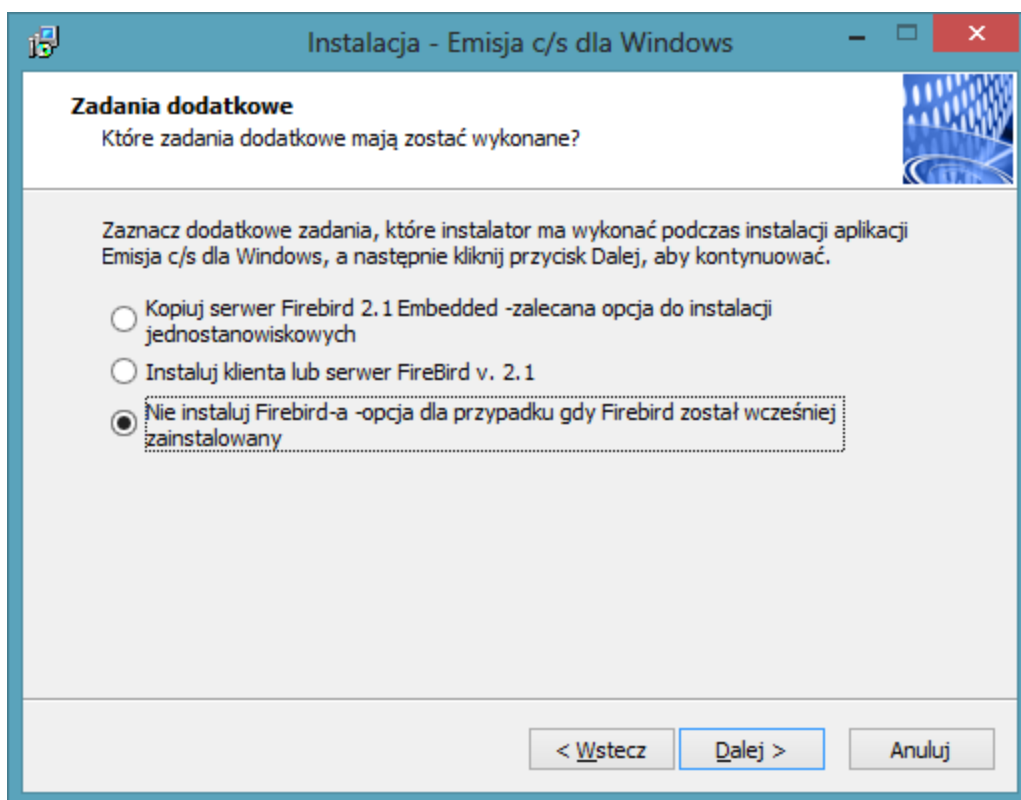 Instalacja - Emisja c/s dla Windows
Zadania dodatkowe
Które zadania dodatkowe mają zostać wykonane?
Zaznacz dodatkowe zadania, które instalator ma wykonać podczas instalacji aplikacji
Emisja c/s dla Windows, a następnie kliknij przycisk Dalej, aby kontynuować.
Kopiuj serwer Firebird 2.1 Embedded -zalecana opcja do instalacji
jednostanowiskowych
Instaluj klienta lub serwer FireBird v. 2.1
Nie instaluj Firebird-a -opcja dla przypadku gdy Firebird został wcześniej
zainstalowany
< Wstecz
Dalej >
Anuluj